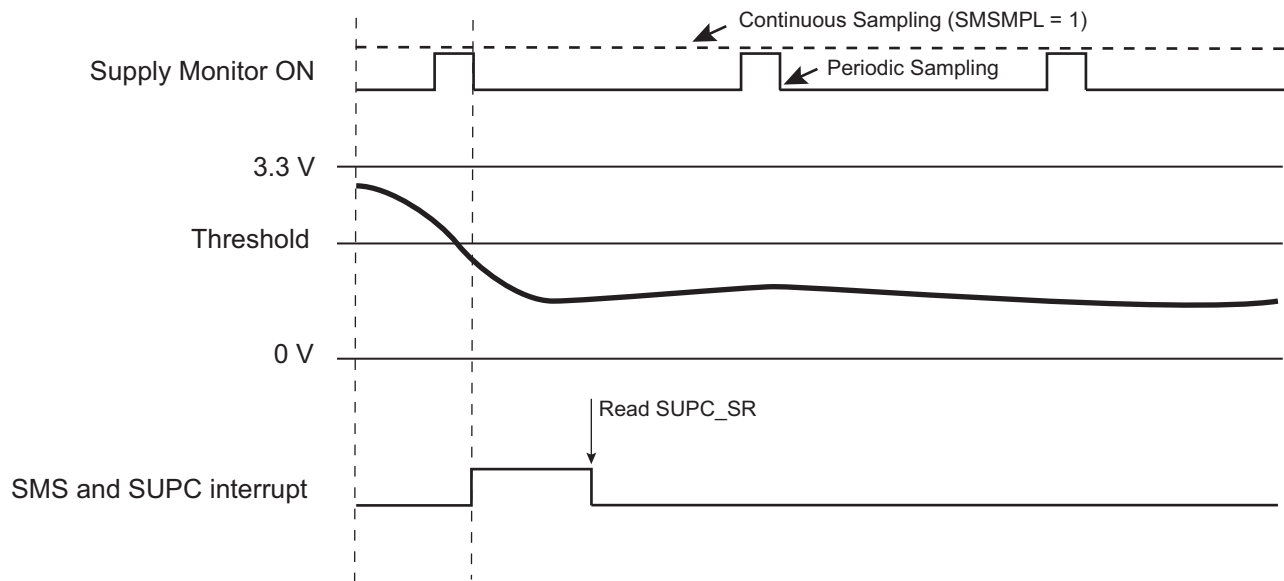 Continuous Sampling (SMSMPL = 1)
Supply Monitor ON
Periodic Sampling
3.3 V
Threshold
0 V
Read SUPC_SR
SMS and SUPC interrupt